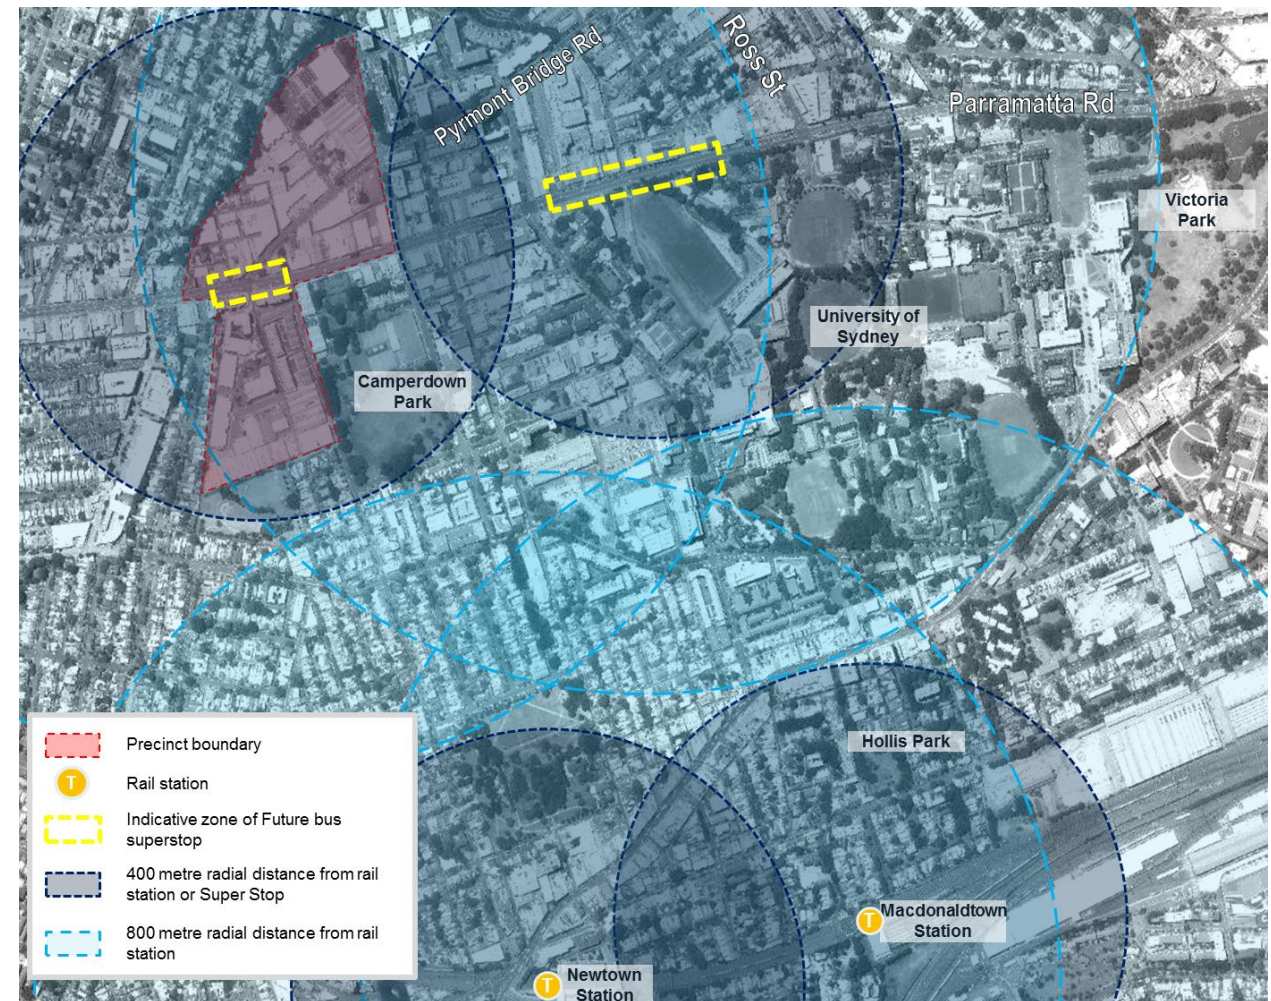 Pyrmont Bridge Rd
Ross St
Parramatta Rd
Victoria
Park
University of
Sydney
Camperdown
Park
Hollis Park
Macdonaldtown
Station
Newtown
Station
Precinct boundary
T
Rail station
Indicative zone of Future bus
superstop
400 metre radial distance from rail
station or Super Stop
800 metre radial distance from rail
station
T
T